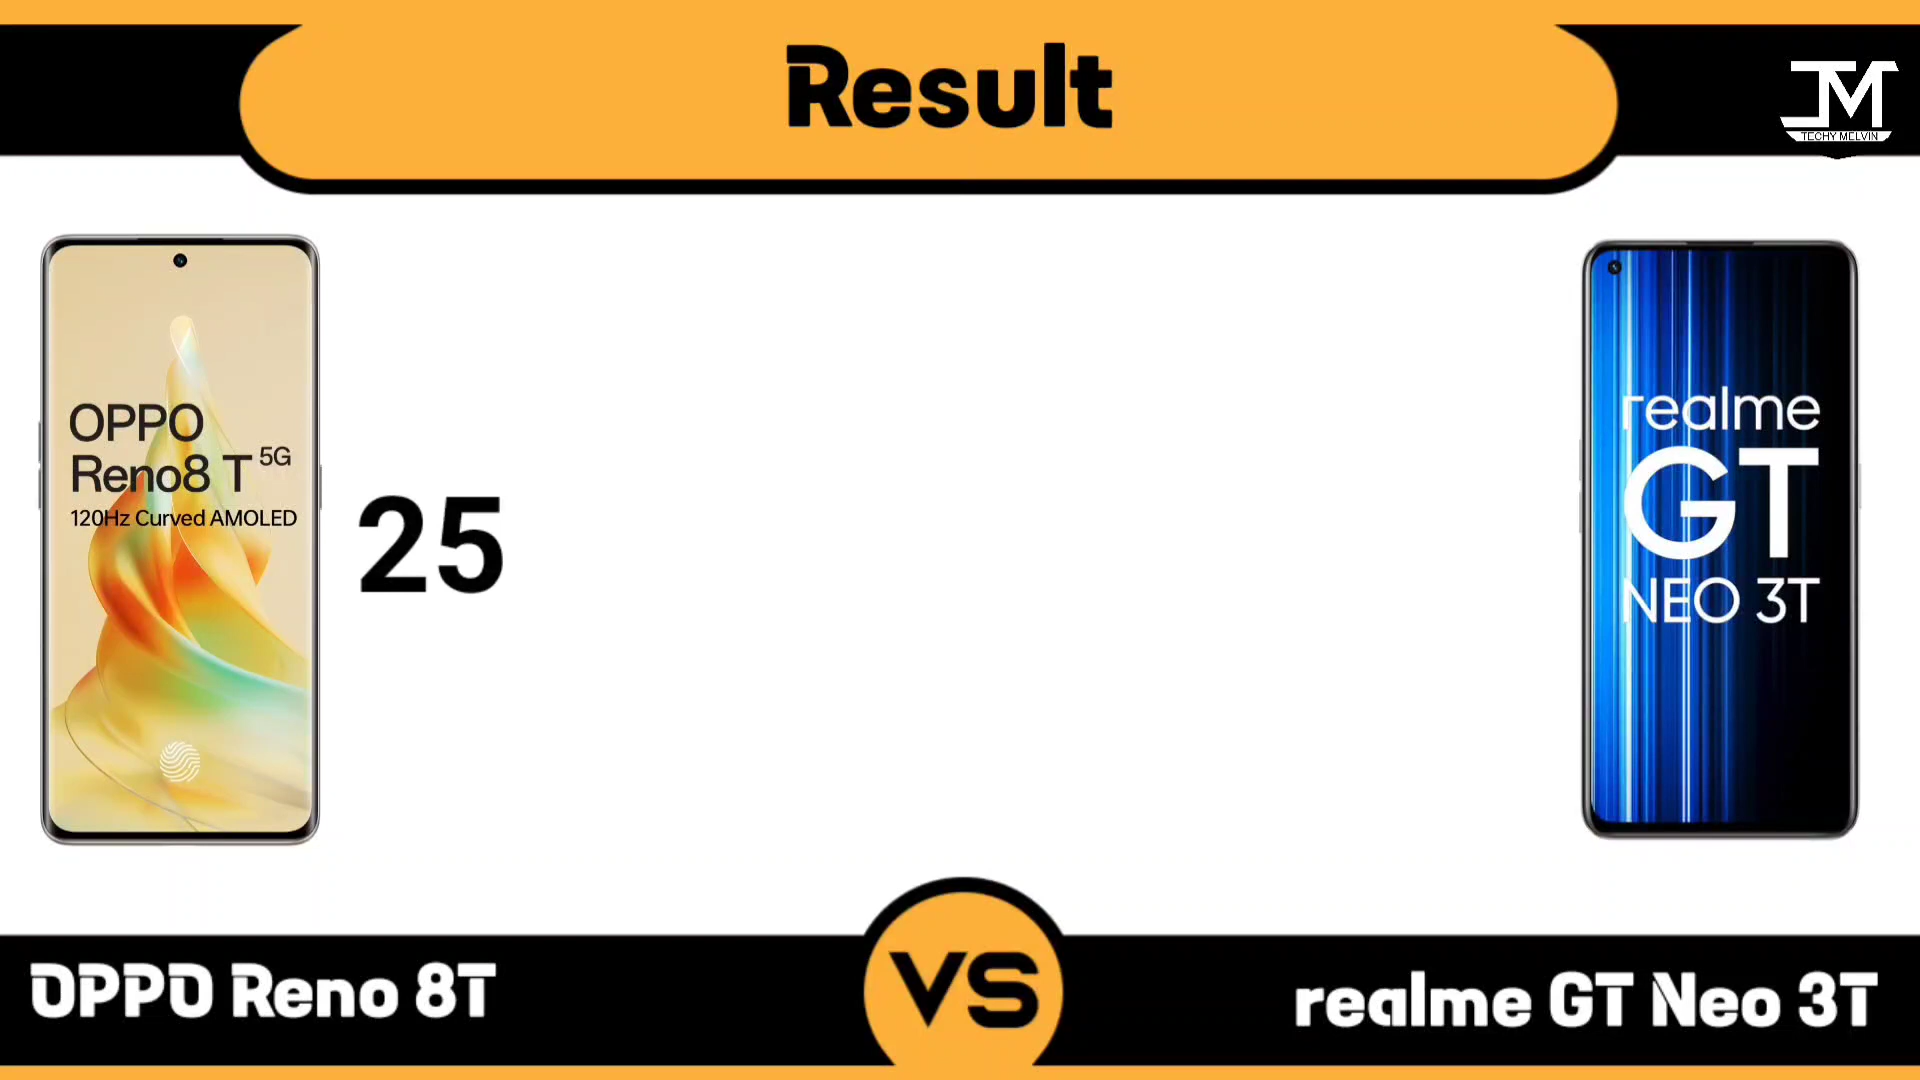 Result
TECHY MELVIN
OPPO
Reno8 T 5G
120Hz Curved AMOLED
25
realme
GT
NEO 3T
OPPO Reno 8T
VS
realme GT Neo 3T